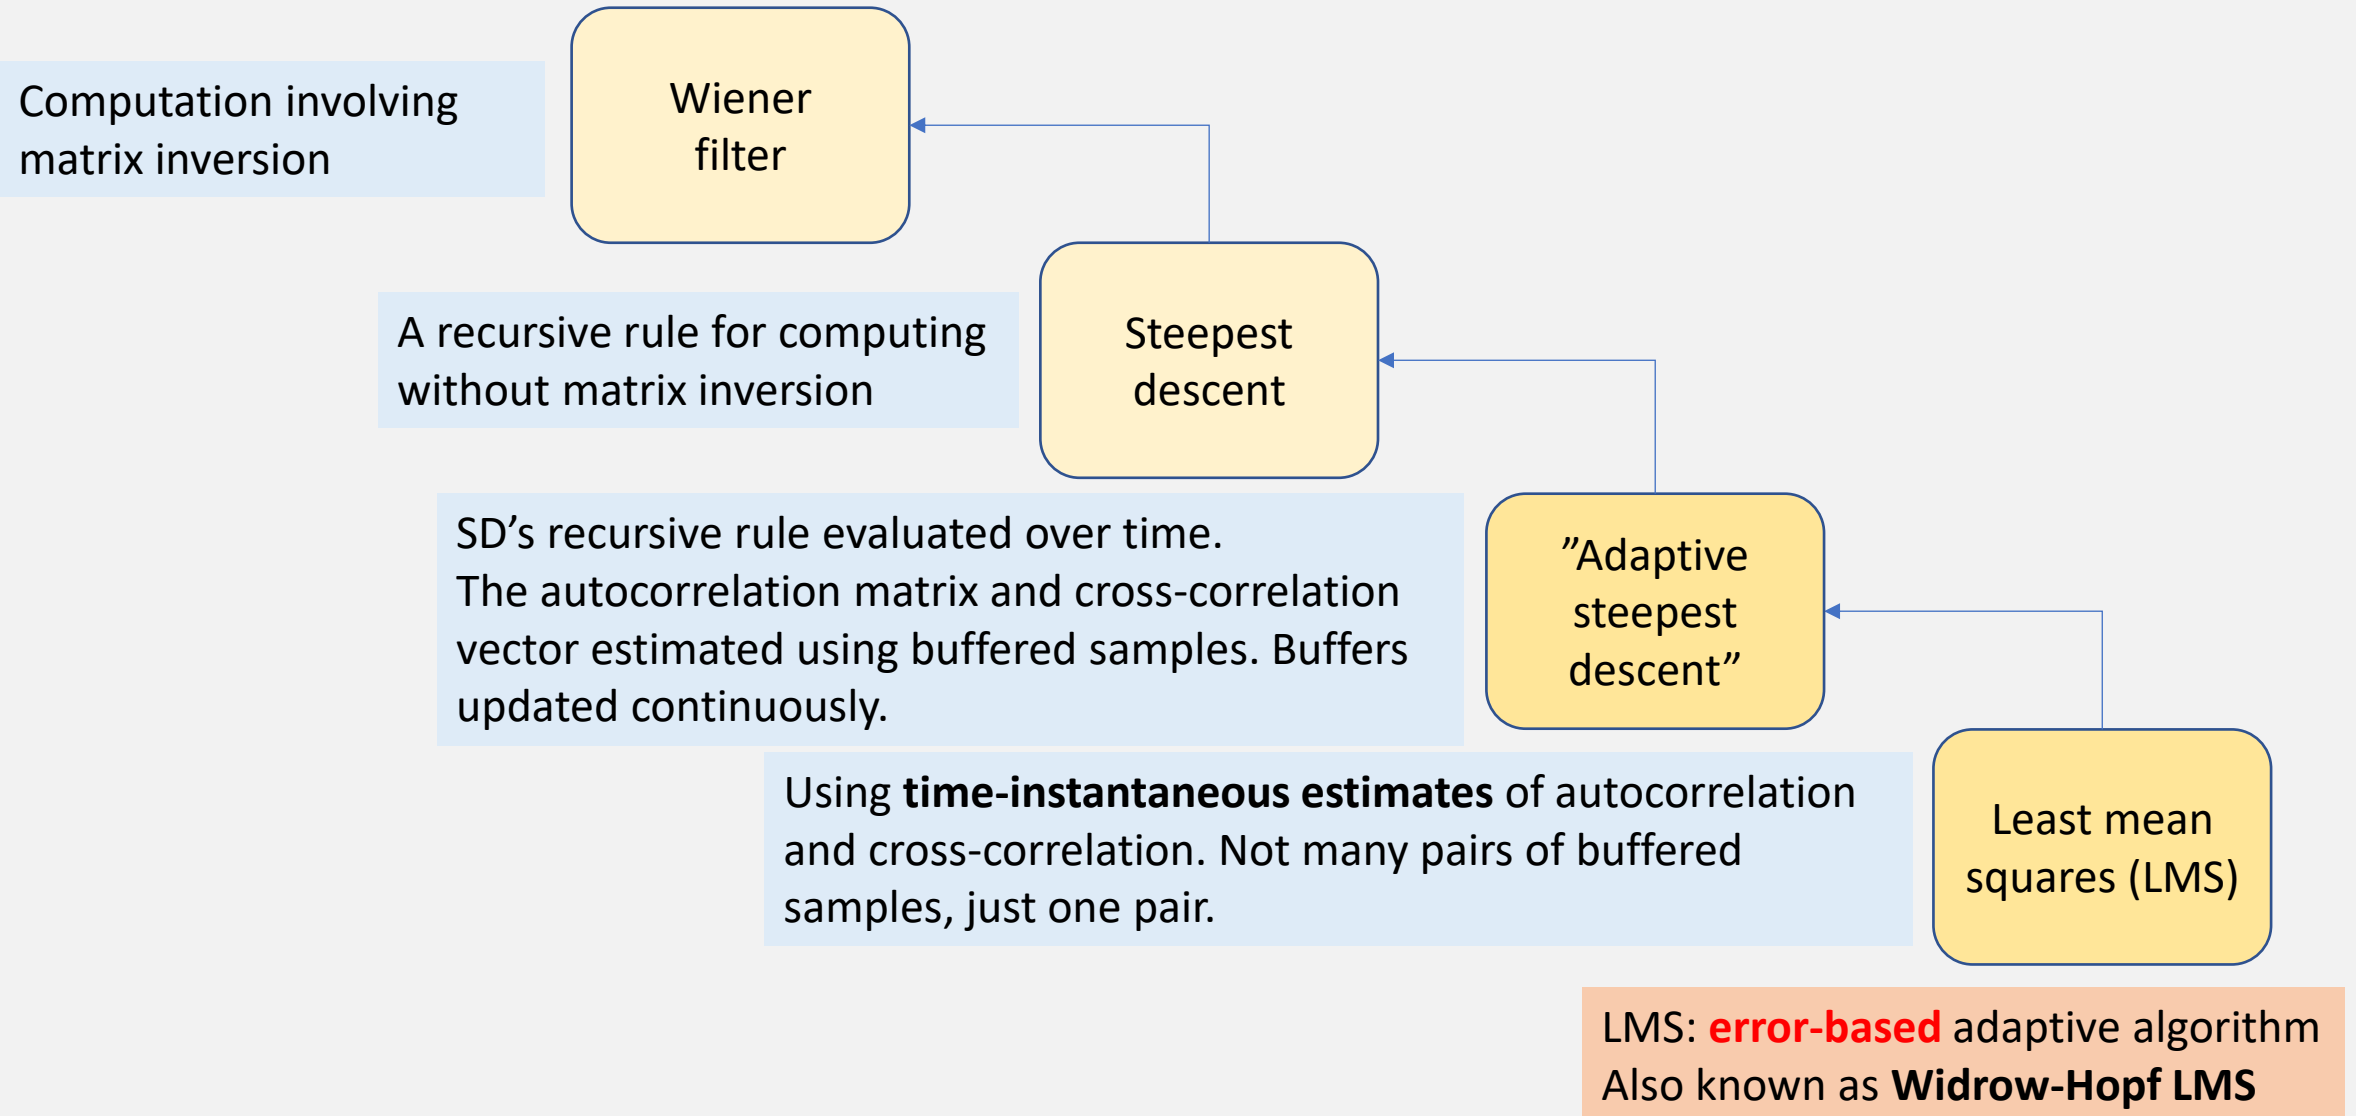 Computation involving
matrix inversion
Wiener
filter
A recursive rule for computing
without matrix inversion
Steepest
descent
SD’s recursive rule evaluated over time.
The autocorrelation matrix and cross-correlation
vector estimated using buffered samples. Buffers
updated continuously.
”Adaptive
steepest
descent”
Using time-instantaneous estimates of autocorrelation
and cross-correlation. Not many pairs of buffered
samples, just one pair.
Least mean
squares (LMS)
LMS: error-based adaptive algorithm
Also known as Widrow-Hopf LMS